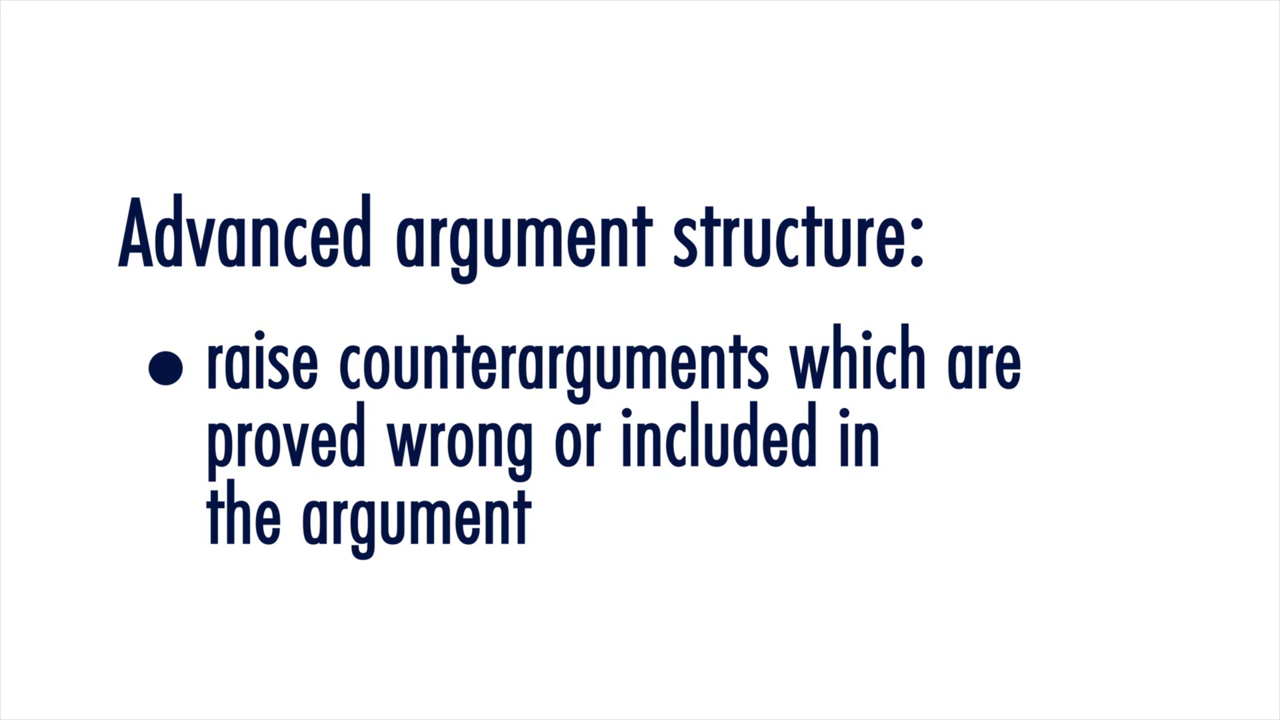 Advanced argument structure:
● raise counterarguments which are
proved wrong or included in
the argument